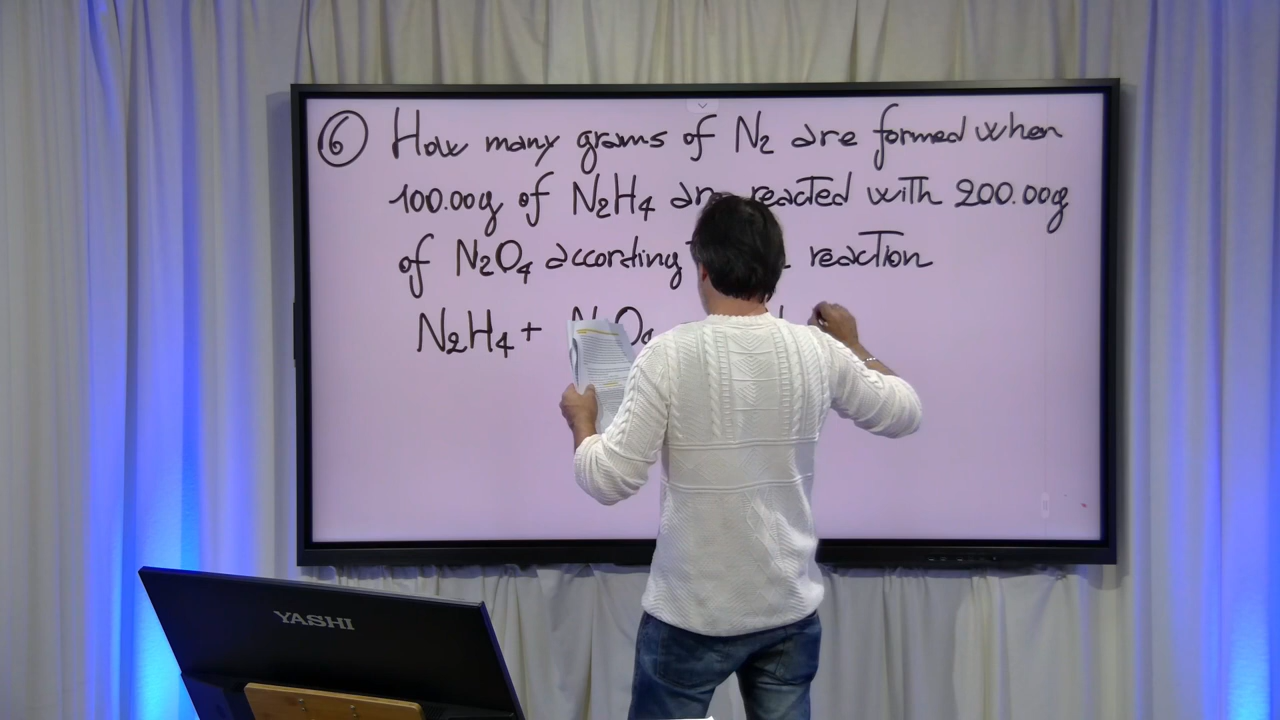 6 How many grams of N2 are formed when
100.00g of N2H4 are reacted with 200.00g
of N2O4 according reaction
N2H4 + N2O4
YASHI